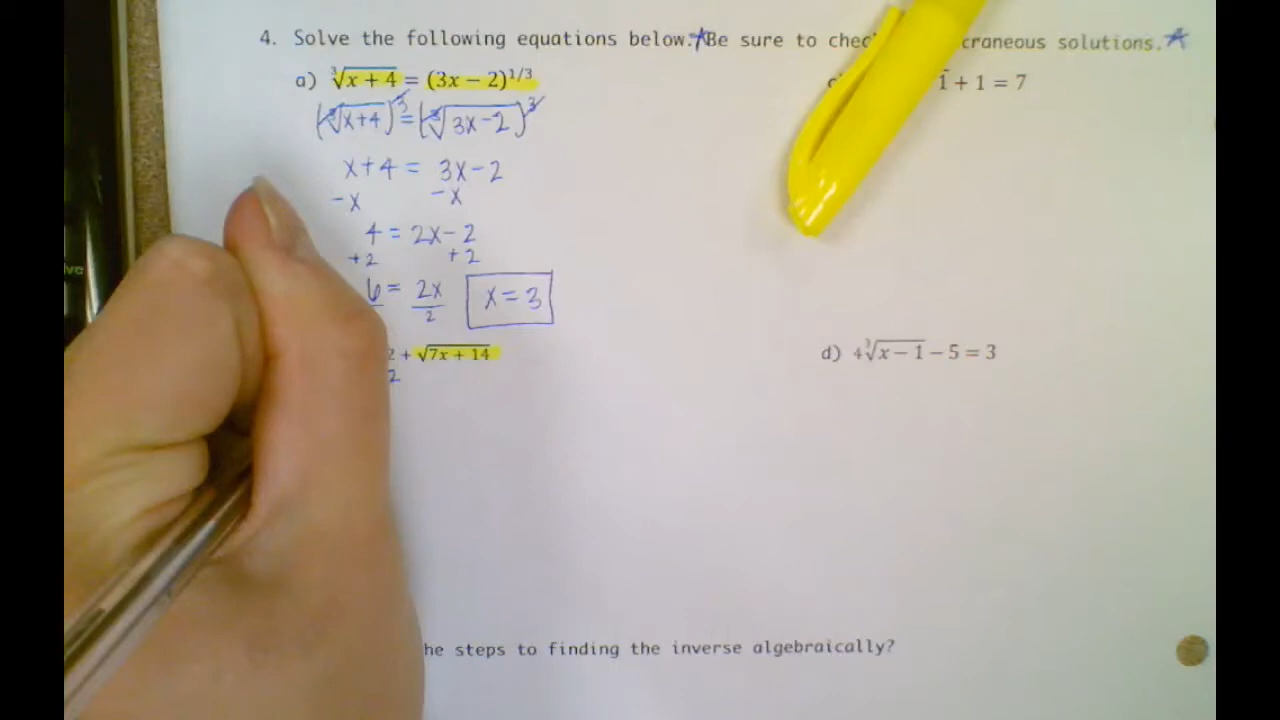 4. Solve the following equations below.*Be sure to chec craneous solutions.*
a) ∛x + 4 = (3x − 2)^1/3
(∛x+4)^3 = (∛3x−2)^3
x+4 = 3x−2
−x −x
4 = 2x−2
+2 +2
6 = 2x
2
x = 3
2 + √7x + 14
2
1 + 1 = 7
d) 4∛x − 1 − 5 = 3
he steps to finding the inverse algebraically?